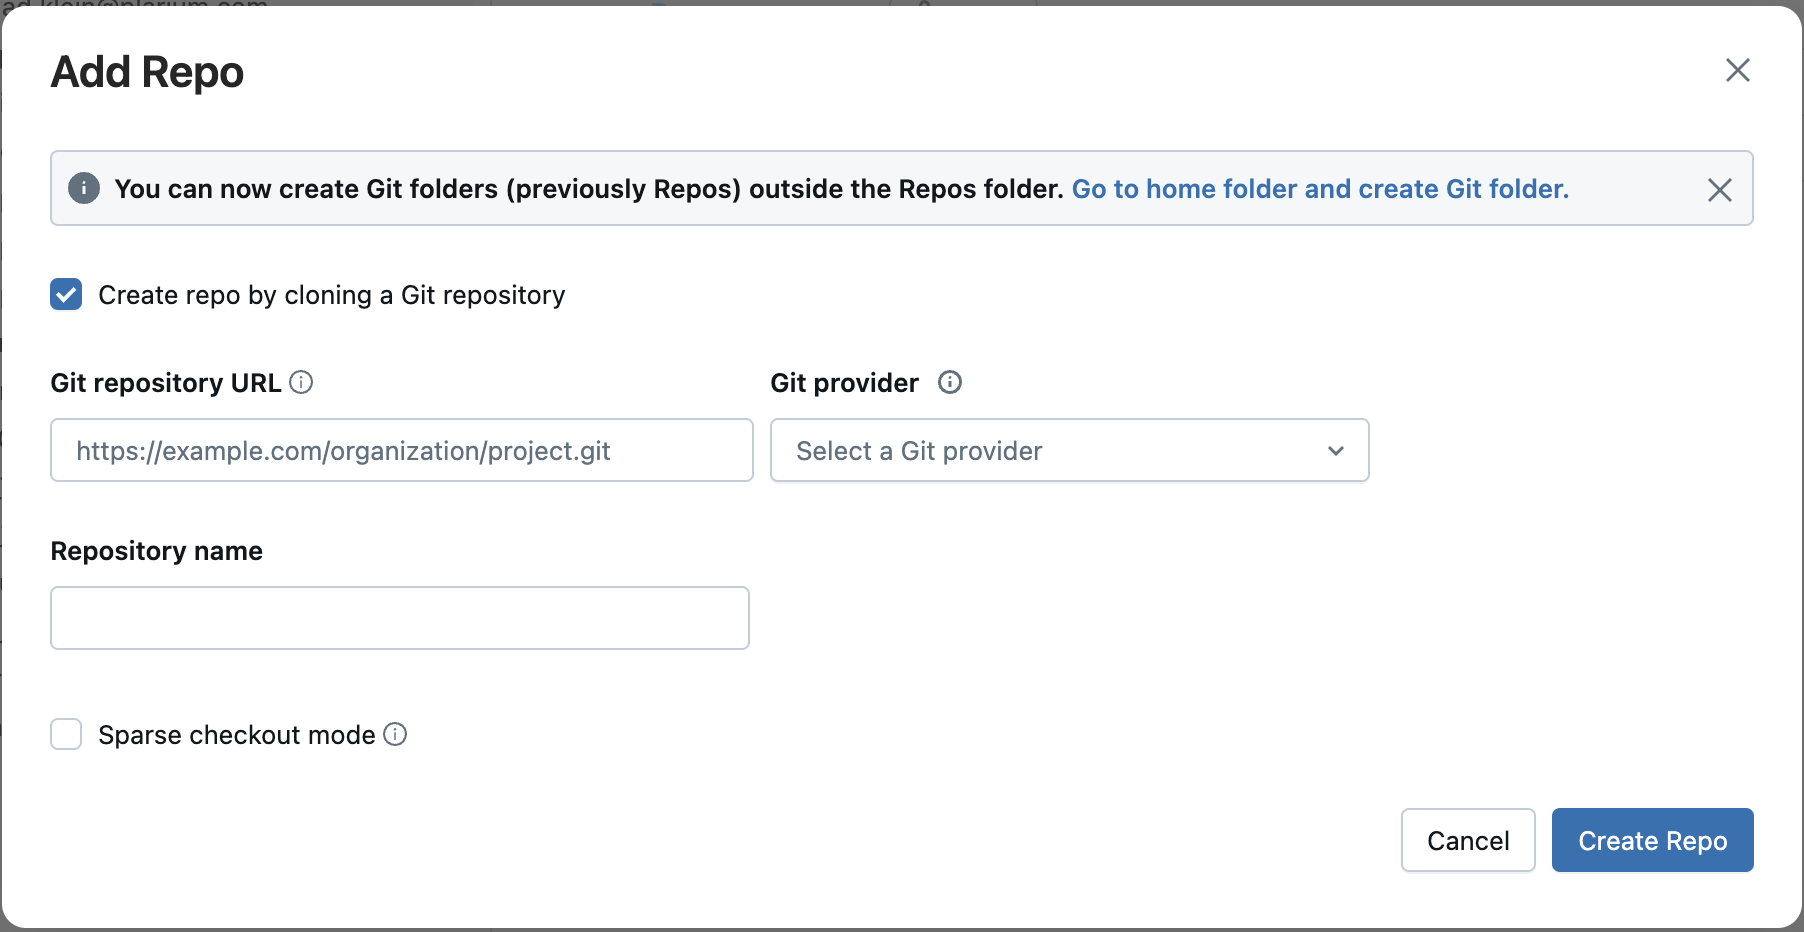 Add Repo
You can now create Git folders (previously Repos) outside the Repos folder. Go to home folder and create Git folder.
Create repo by cloning a Git repository
Git repository URL
Git provider
https://example.com/organization/project.git
Select a Git provider
Repository name
Sparse checkout mode
Cancel
Create Repo